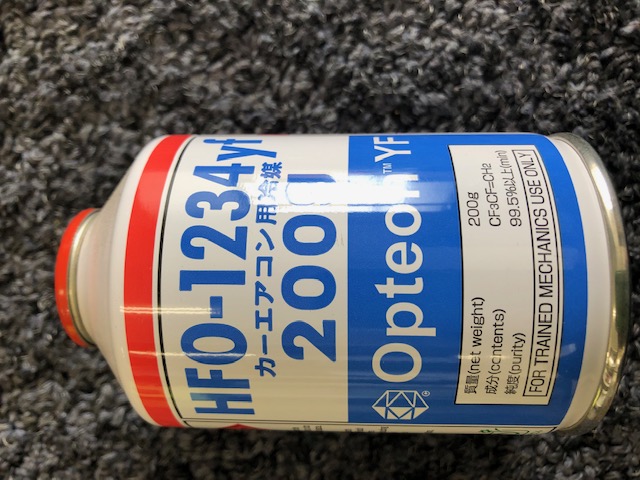 HFO-1234yf
カーエアコン用冷媒
200g
Opteon™ YF
®
質量(net weight) 200g
成分(contents) CF3CF=CH2
純度(purity) 99.5%以上(min)
FOR TRAINED MECHANICS USE ONLY